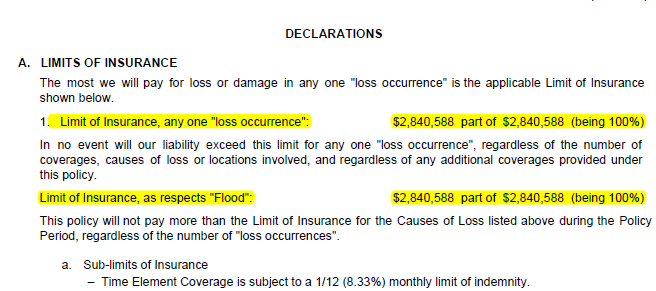 DECLARATIONS
A. LIMITS OF INSURANCE
The most we will pay for loss or damage in any one "loss occurrence" is the applicable Limit of Insurance
shown below.
1. Limit of Insurance, any one "loss occurrence": $2,840,588 part of $2,840,588 (being 100%)
In no event will our liability exceed this limit for any one "loss occurrence", regardless of the number of
coverages, causes of loss or locations involved, and regardless of any additional coverages provided under
this policy.
Limit of Insurance, as respects "Flood": $2,840,588 part of $2,840,588 (being 100%)
This policy will not pay more than the Limit of Insurance for the Causes of Loss listed above during the Policy
Period, regardless of the number of "loss occurrences".
a. Sub-limits of Insurance
– Time Element Coverage is subject to a 1/12 (8.33%) monthly limit of indemnity.